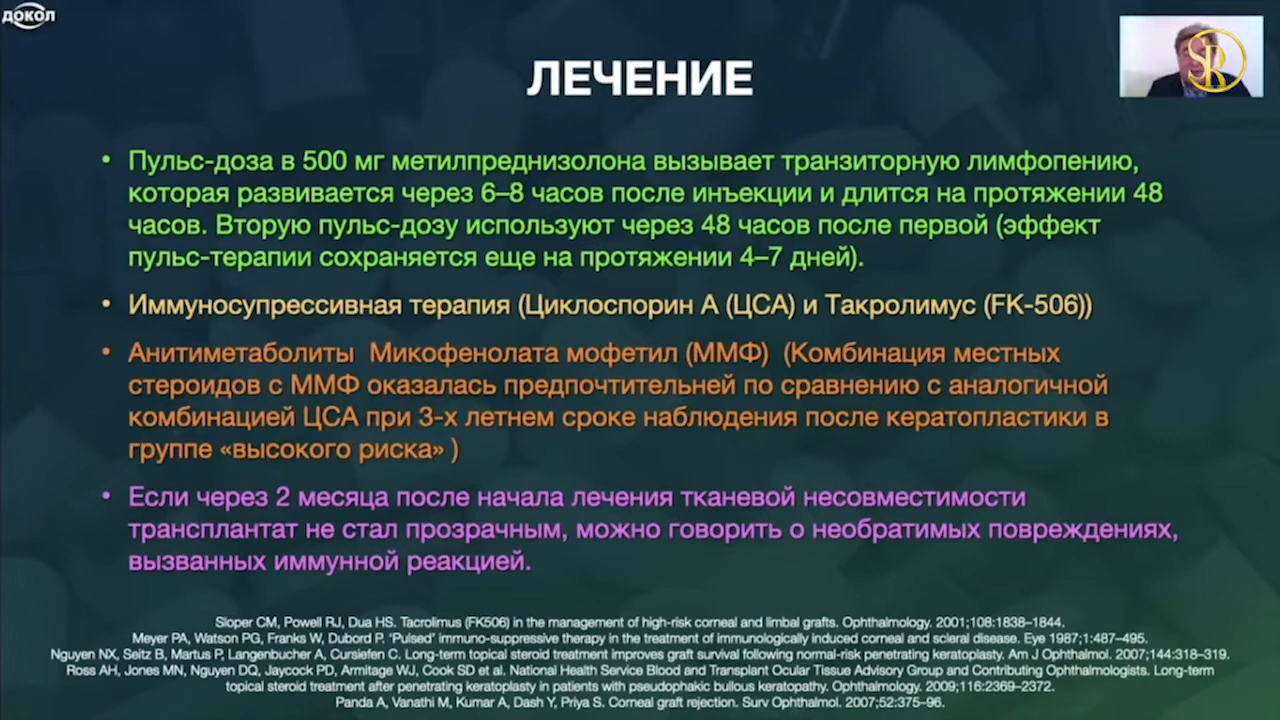 ДОКОЛ
SR
ЛЕЧЕНИЕ
• Пульс-доза в 500 мг метилпреднизолона вызывает транзиторную лимфопению,
которая развивается через 6–8 часов после инъекции и длится на протяжении 48
часов. Вторую пульс-дозу используют через 48 часов после первой (эффект
пульс-терапии сохраняется еще на протяжении 4–7 дней).
• Иммуносупрессивная терапия (Циклоспорин А (ЦСА) и Такролимус (FK-506))
• Анитиметаболиты Микофенолата мофетил (ММФ) (Комбинация местных
стероидов с ММФ оказалась предпочтительней по сравнению с аналогичной
комбинацией ЦСА при 3-х летнем сроке наблюдения после кератопластики в
группе «высокого риска» )
• Если через 2 месяца после начала лечения тканевой несовместимости
трансплантат не стал прозрачным, можно говорить о необратимых повреждениях,
вызванных иммунной реакцией.
Sloper CM, Powell RJ, Dua HS. Tacrolimus (FK506) in the management of high-risk corneal and limbal grafts. Ophthalmology. 2001;108:1838–1844.
Meyer PA, Watson PG, Franks W, Dubord P. 'Pulsed' immuno-suppressive therapy in the treatment of immunologically induced corneal and scleral disease. Eye 1987;1:487–495.
Nguyen NX, Seitz B, Martus P, Langenbucher A, Cursiefen C. Long-term topical steroid treatment improves graft survival following normal-risk penetrating keratoplasty. Am J Ophthalmol. 2007;144:318–319.
Ross AH, Jones MN, Nguyen DQ, Jaycock PD, Armitage WJ, Cook SD et al. National Health Service Blood and Transplant Ocular Tissue Advisory Group and Contributing Ophthalmologists. Long-term
topical steroid treatment after penetrating keratoplasty in patients with pseudophakic bullous keratopathy. Ophthalmology. 2009;116:2369–2372.
Panda A, Vanathi M, Kumar A, Dash Y, Priya S. Corneal graft rejection. Surv Ophthalmol. 2007;52:375–96.